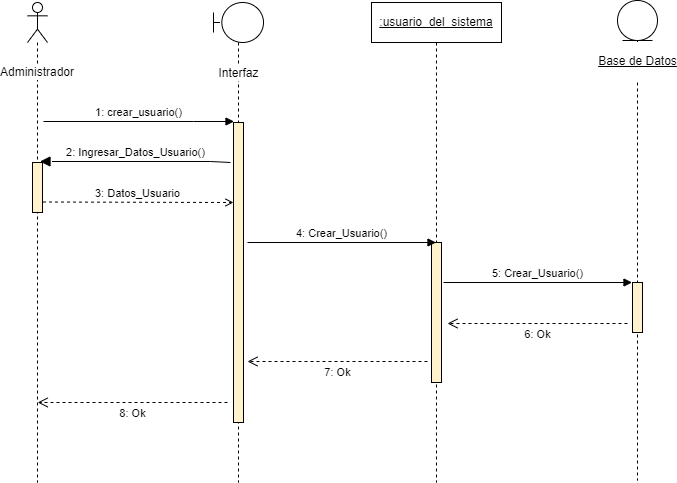 :usuario_del_sistema
Administrador
Interfaz
Base de Datos
1: crear_usuario()
2: Ingresar_Datos_Usuario()
3: Datos_Usuario
4: Crear_Usuario()
5: Crear_Usuario()
6: Ok
7: Ok
8: Ok